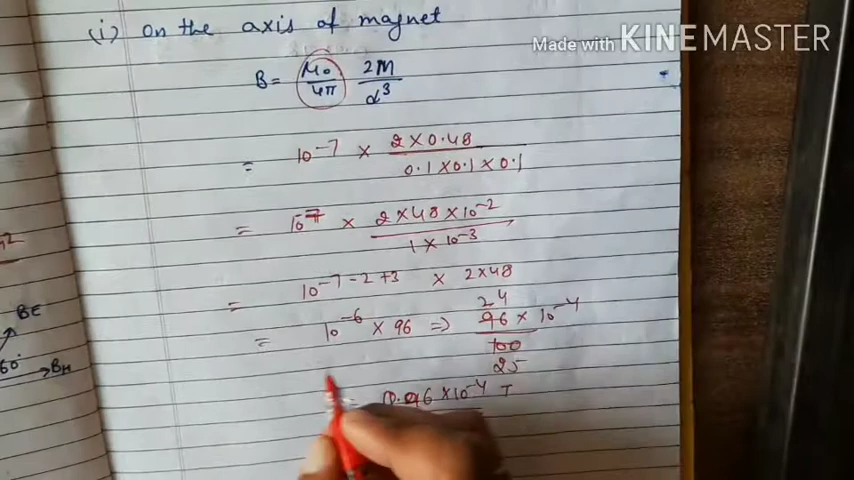 (i) on the axis of magnet
Made with KINEMASTER
B = μ0/4π 2M/d³
= 10⁻⁷ × 2×0.48 / 0.1×0.1×0.1
= 10⁻⁷ × 2×48×10⁻² / 1×10⁻³
= 10⁻⁷⁻²⁺³ × 2×48
= 10⁻⁶ × 96 ⇒ 24 96 × 10⁻⁴ / 100 25
= 0.96 × 10⁻⁴ T
BE
60° BH